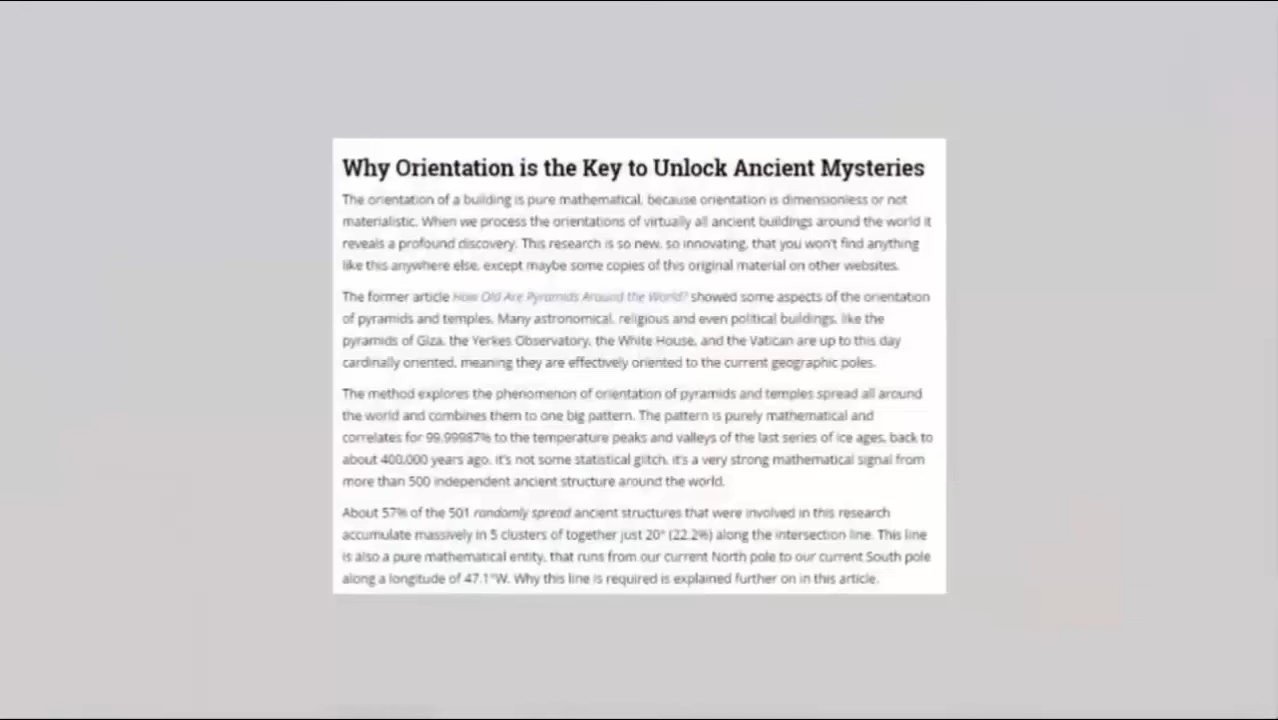 Why Orientation is the Key to Unlock Ancient Mysteries
The orientation of a building is pure mathematical, because orientation is dimensionless or not
materialistic. When we process the orientations of virtually all ancient buildings around the world it
reveals a profound discovery. This research is so new, so innovating, that you won't find anything
like this anywhere else, except maybe some copies of this original material on other websites.
The former article How Old Are Pyramids Around the World? showed some aspects of the orientation
of pyramids and temples. Many astronomical, religious and even political buildings, like the
pyramids of Giza, the Yerkes Observatory, the White House, and the Vatican are up to this day
cardinally oriented, meaning they are effectively oriented to the current geographic poles.
The method explores the phenomenon of orientation of pyramids and temples spread all around
the world and combines them to one big pattern. The pattern is purely mathematical and
correlates for 99.99987% to the temperature peaks and valleys of the last series of ice ages, back to
about 400,000 years ago. it's not some statistical glitch, it's a very strong mathematical signal from
more than 500 independent ancient structure around the world.
About 57% of the 501 randomly spread ancient structures that were involved in this research
accumulate massively in 5 clusters of together just 20° (22.2%) along the intersection line. This line
is also a pure mathematical entity, that runs from our current North pole to our current South pole
along a longitude of 47.1°W. Why this line is required is explained further on in this article.